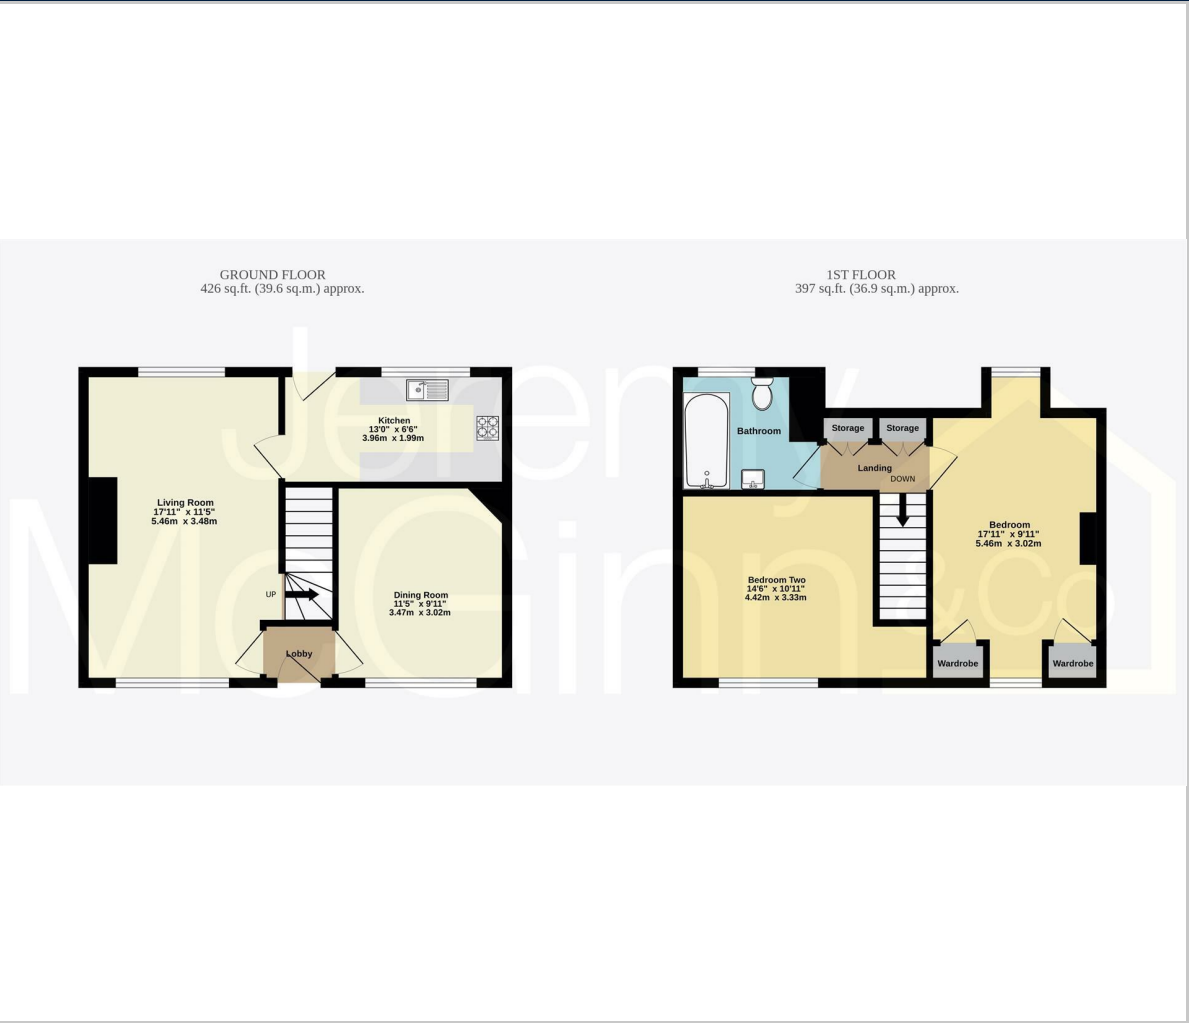 GROUND FLOOR
426 sq.ft. (39.6 sq.m.) approx.
1ST FLOOR
397 sq.ft. (36.9 sq.m.) approx.
Jeremy
McGinn & Co
Kitchen
13'0" x 6'6"
3.96m x 1.99m
Living Room
17'11" x 11'5"
5.46m x 3.48m
UP
Dining Room
11'5" x 9'11"
3.47m x 3.02m
Lobby
Bathroom
Storage
Storage
Landing
DOWN
Bedroom
17'11" x 9'11"
5.46m x 3.02m
Bedroom Two
14'6" x 10'11"
4.42m x 3.33m
Wardrobe
Wardrobe